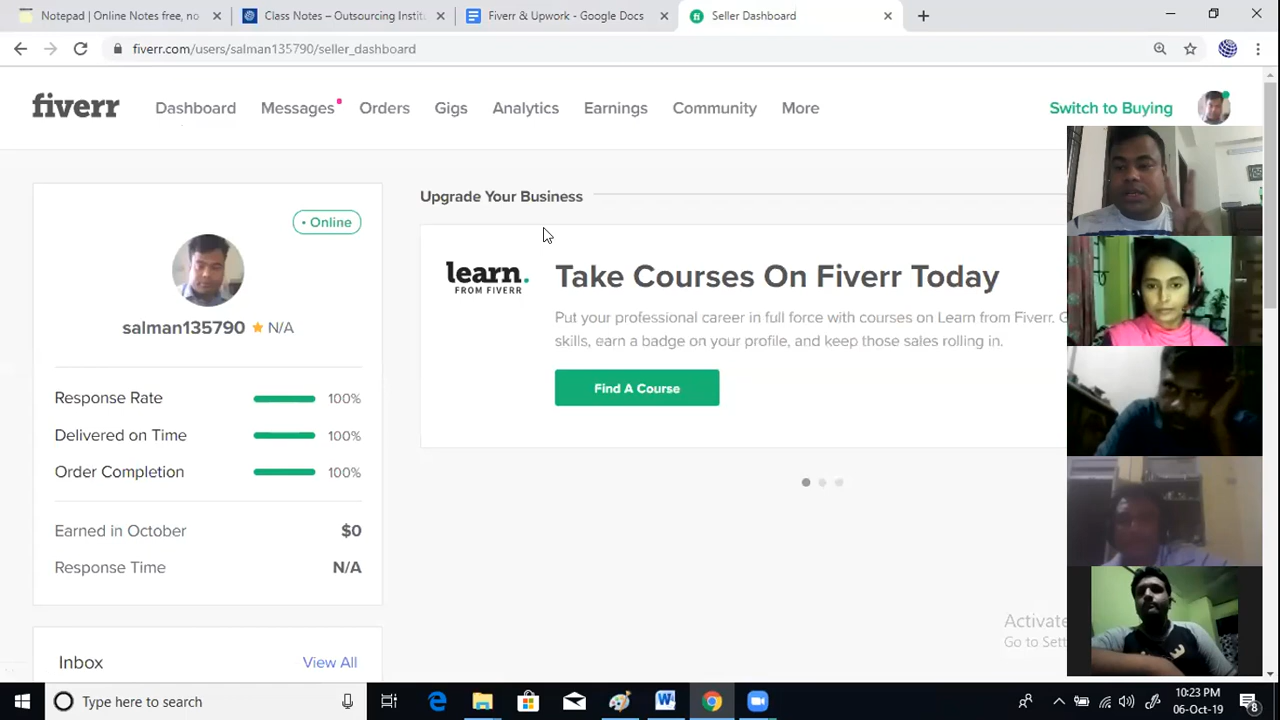 Notepad | Online Notes free, no
Class Notes – Outsourcing Instit
Fiverr & Upwork - Google Docs
Seller Dashboard
fiverr.com/users/salman135790/seller_dashboard
fiverr
Dashboard
Messages
Orders
Gigs
Analytics
Earnings
Community
More
Switch to Buying
• Online
salman135790 ★ N/A
Response Rate 100%
Delivered on Time 100%
Order Completion 100%
Earned in October $0
Response Time N/A
Inbox View All
Upgrade Your Business
learn.
FROM FIVERR
Take Courses On Fiverr Today
Put your professional career in full force with courses on Learn from Fiverr. G
skills, earn a badge on your profile, and keep those sales rolling in.
Find A Course
Activate
Go to Sett
Type here to search
10:23 PM
06-Oct-19
8